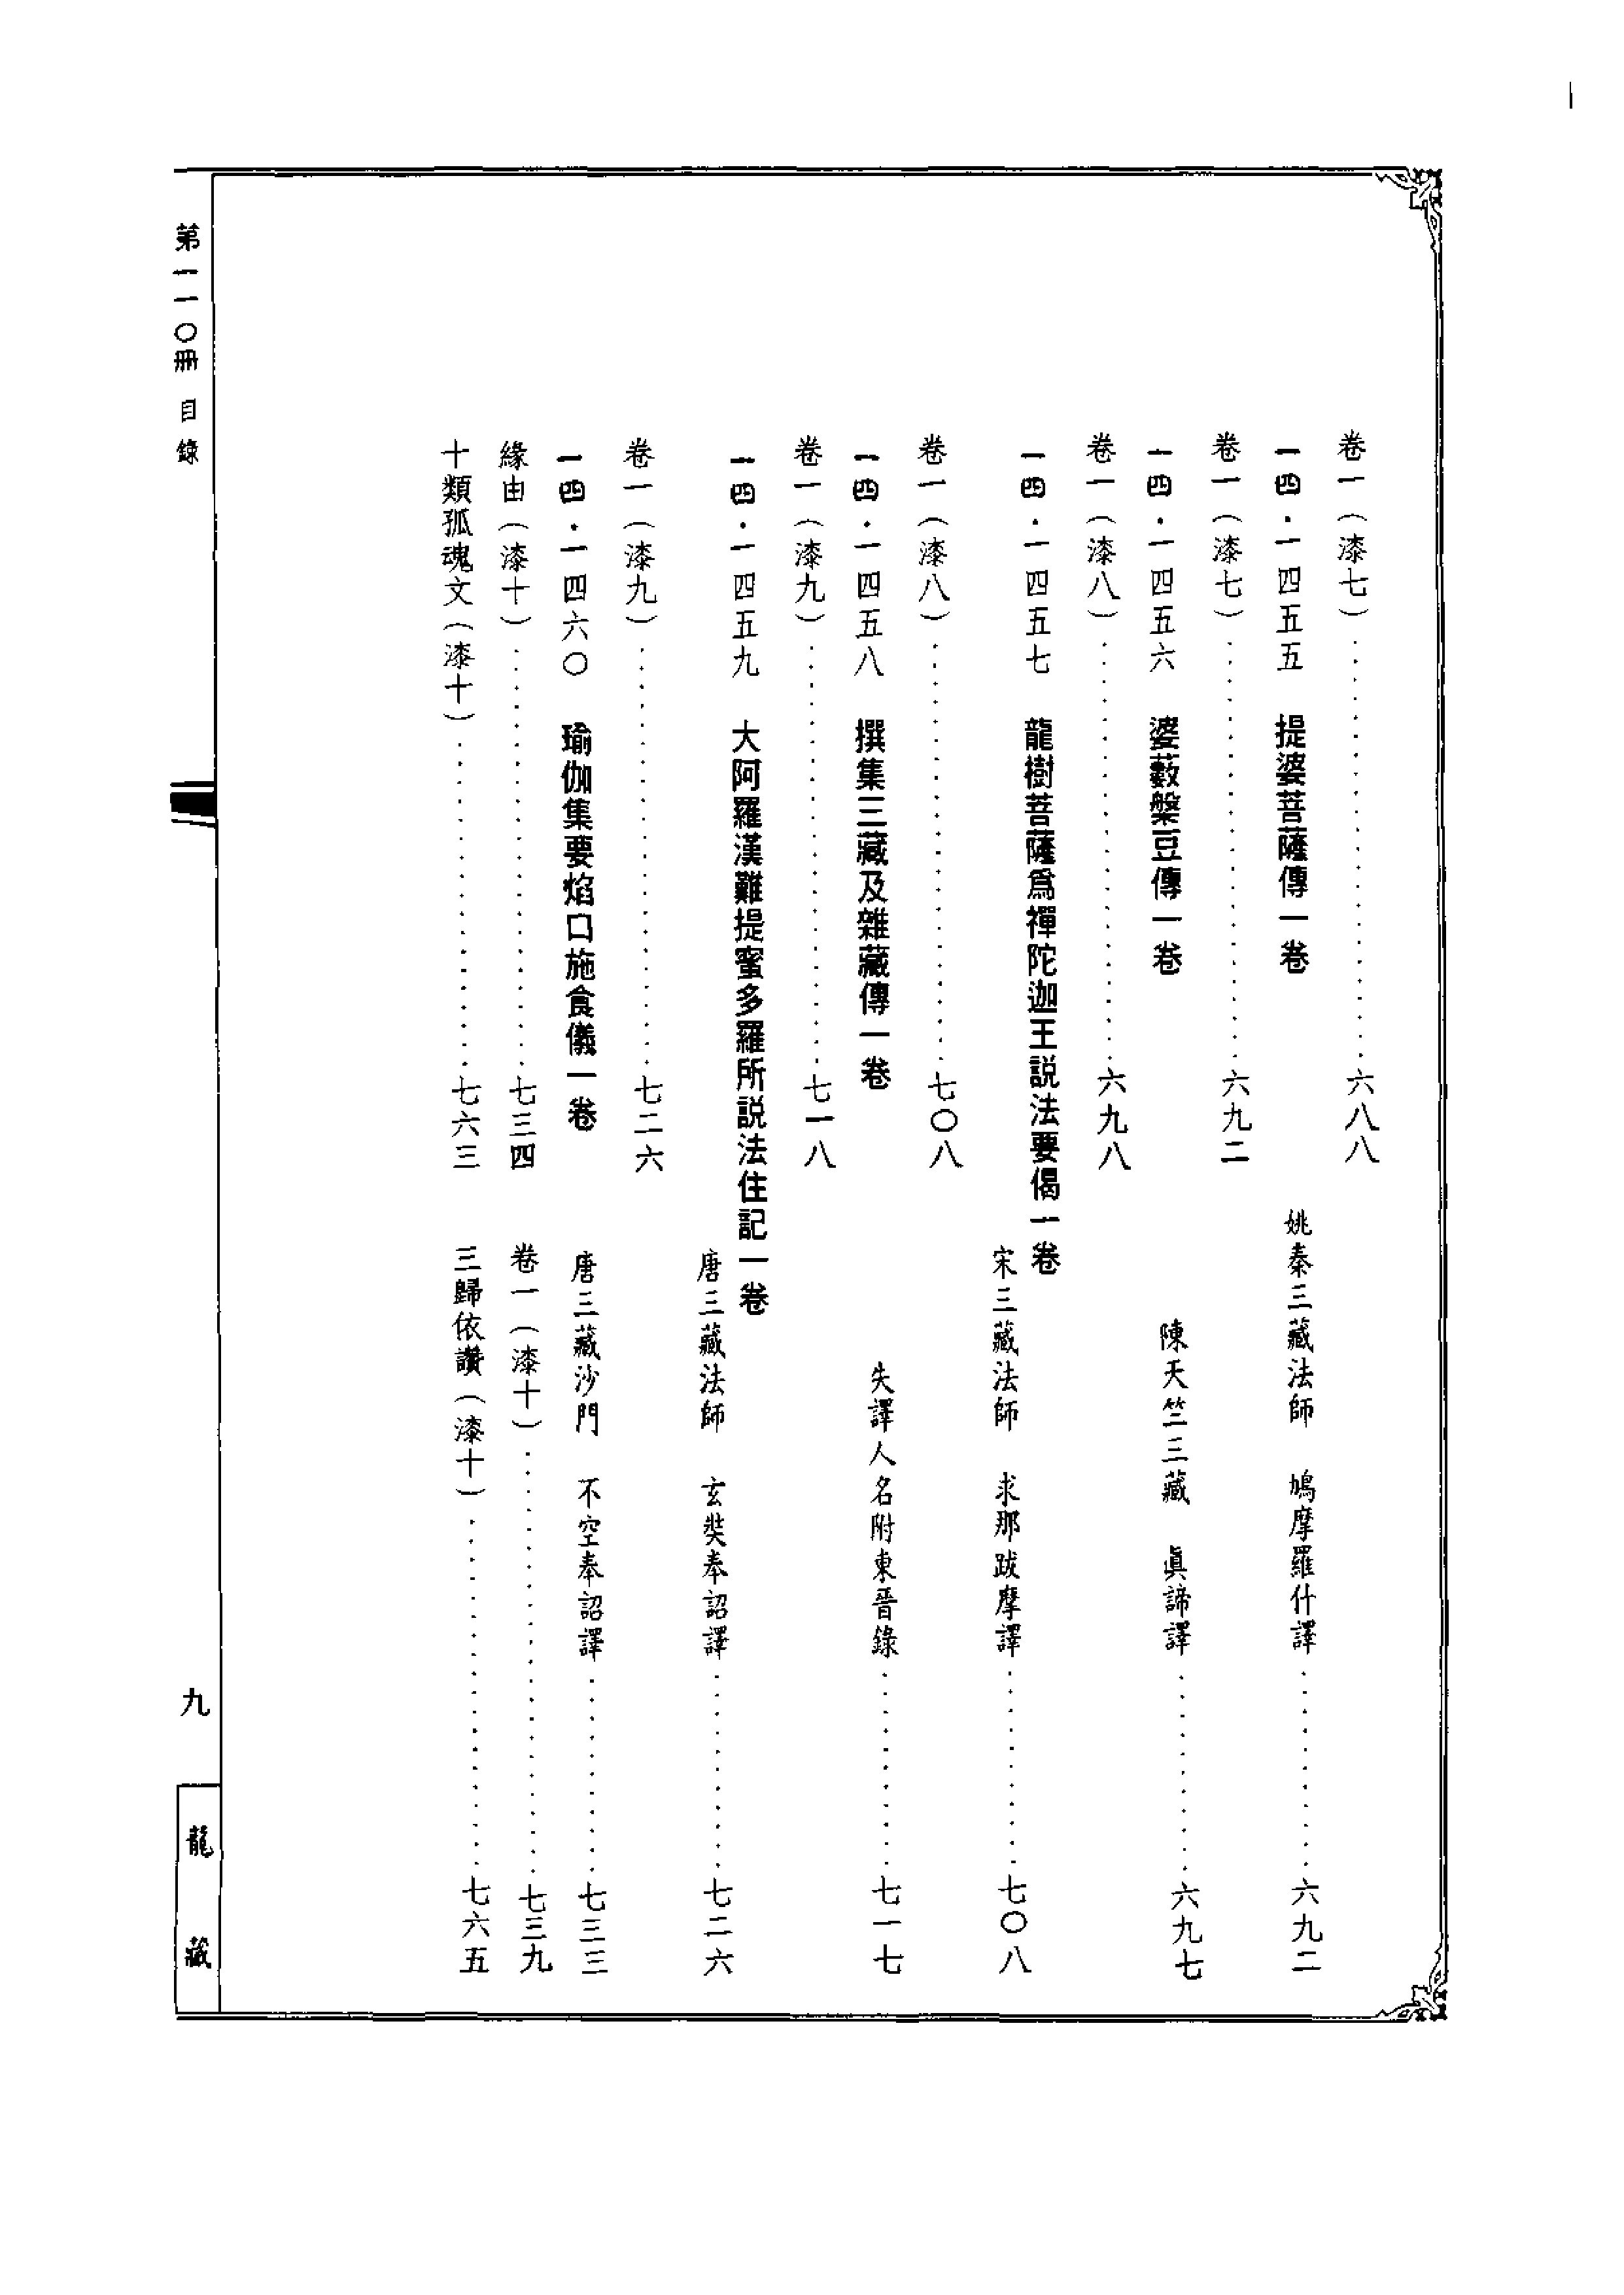 卷一（漆七）……六八八
一四．一四五五　提婆菩薩傳一卷　姚秦三藏法師　鳩摩羅什譯……六九二
卷一（漆七）……六九二
一四．一四五六　婆藪槃豆傳一卷　陳天竺三藏　眞諦譯……六九七
卷一（漆八）……六九八
一四．一四五七　龍樹菩薩爲禪陀迦王説法要偈一卷
宋三藏法師　求那跋摩譯……七〇八
卷一（漆八）……七〇八
一四．一四五八　撰集三藏及雜藏傳一卷　失譯人名附東晉錄……七一七
卷一（漆九）……七一八
一四．一四五九　大阿羅漢難提蜜多羅所説法住記一卷
唐三藏法師　玄奘奉詔譯……七二六
卷一（漆九）……七二六
一四．一四六〇　瑜伽集要焰口施食儀一卷　唐三藏沙門　不空奉詔譯……七三三
緣由（漆十）……七三四　卷一（漆十）……七三九
十類孤魂文（漆十）……七六三　三歸依讚（漆十）……七六五
第一一〇冊　目錄
九
龍藏